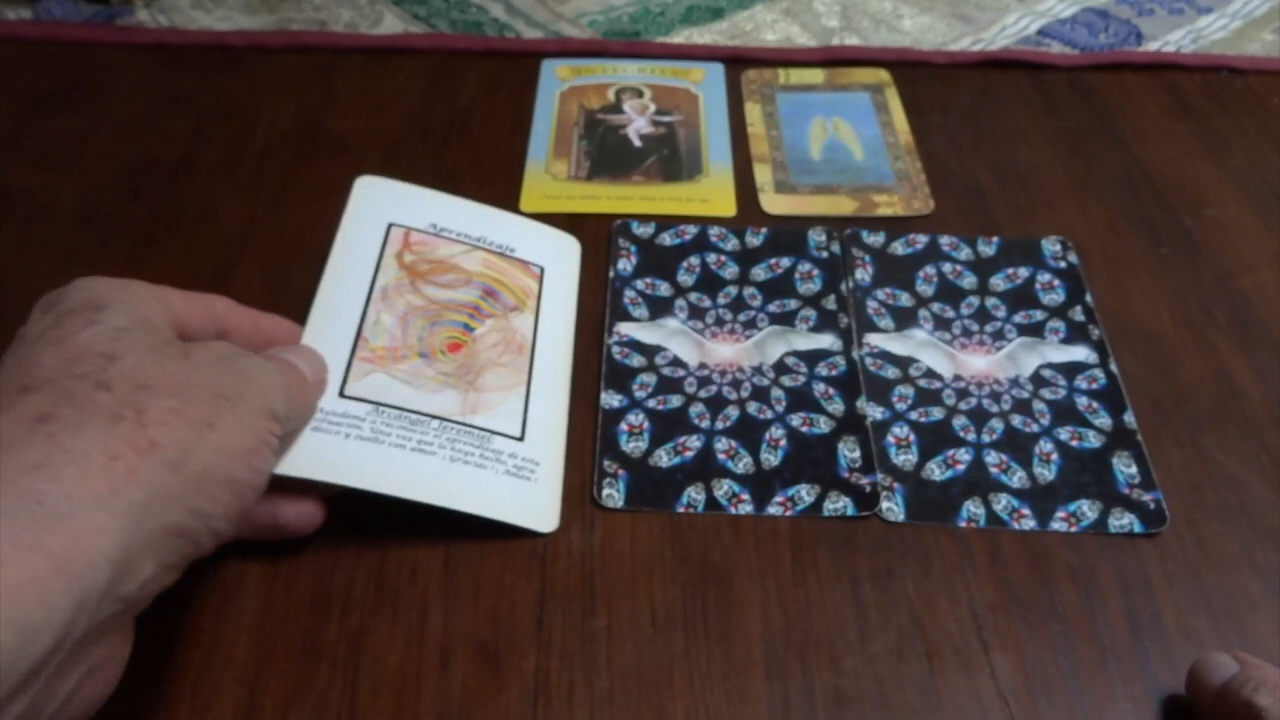 Aprendizaje
Arcángel Jeremiel
Ayúdame a reconocer el aprendizaje de esta
situación. Una vez que lo haya hecho, agra-
dezco y suelto con amor. ¡ Gracias ! ¡ Amén !